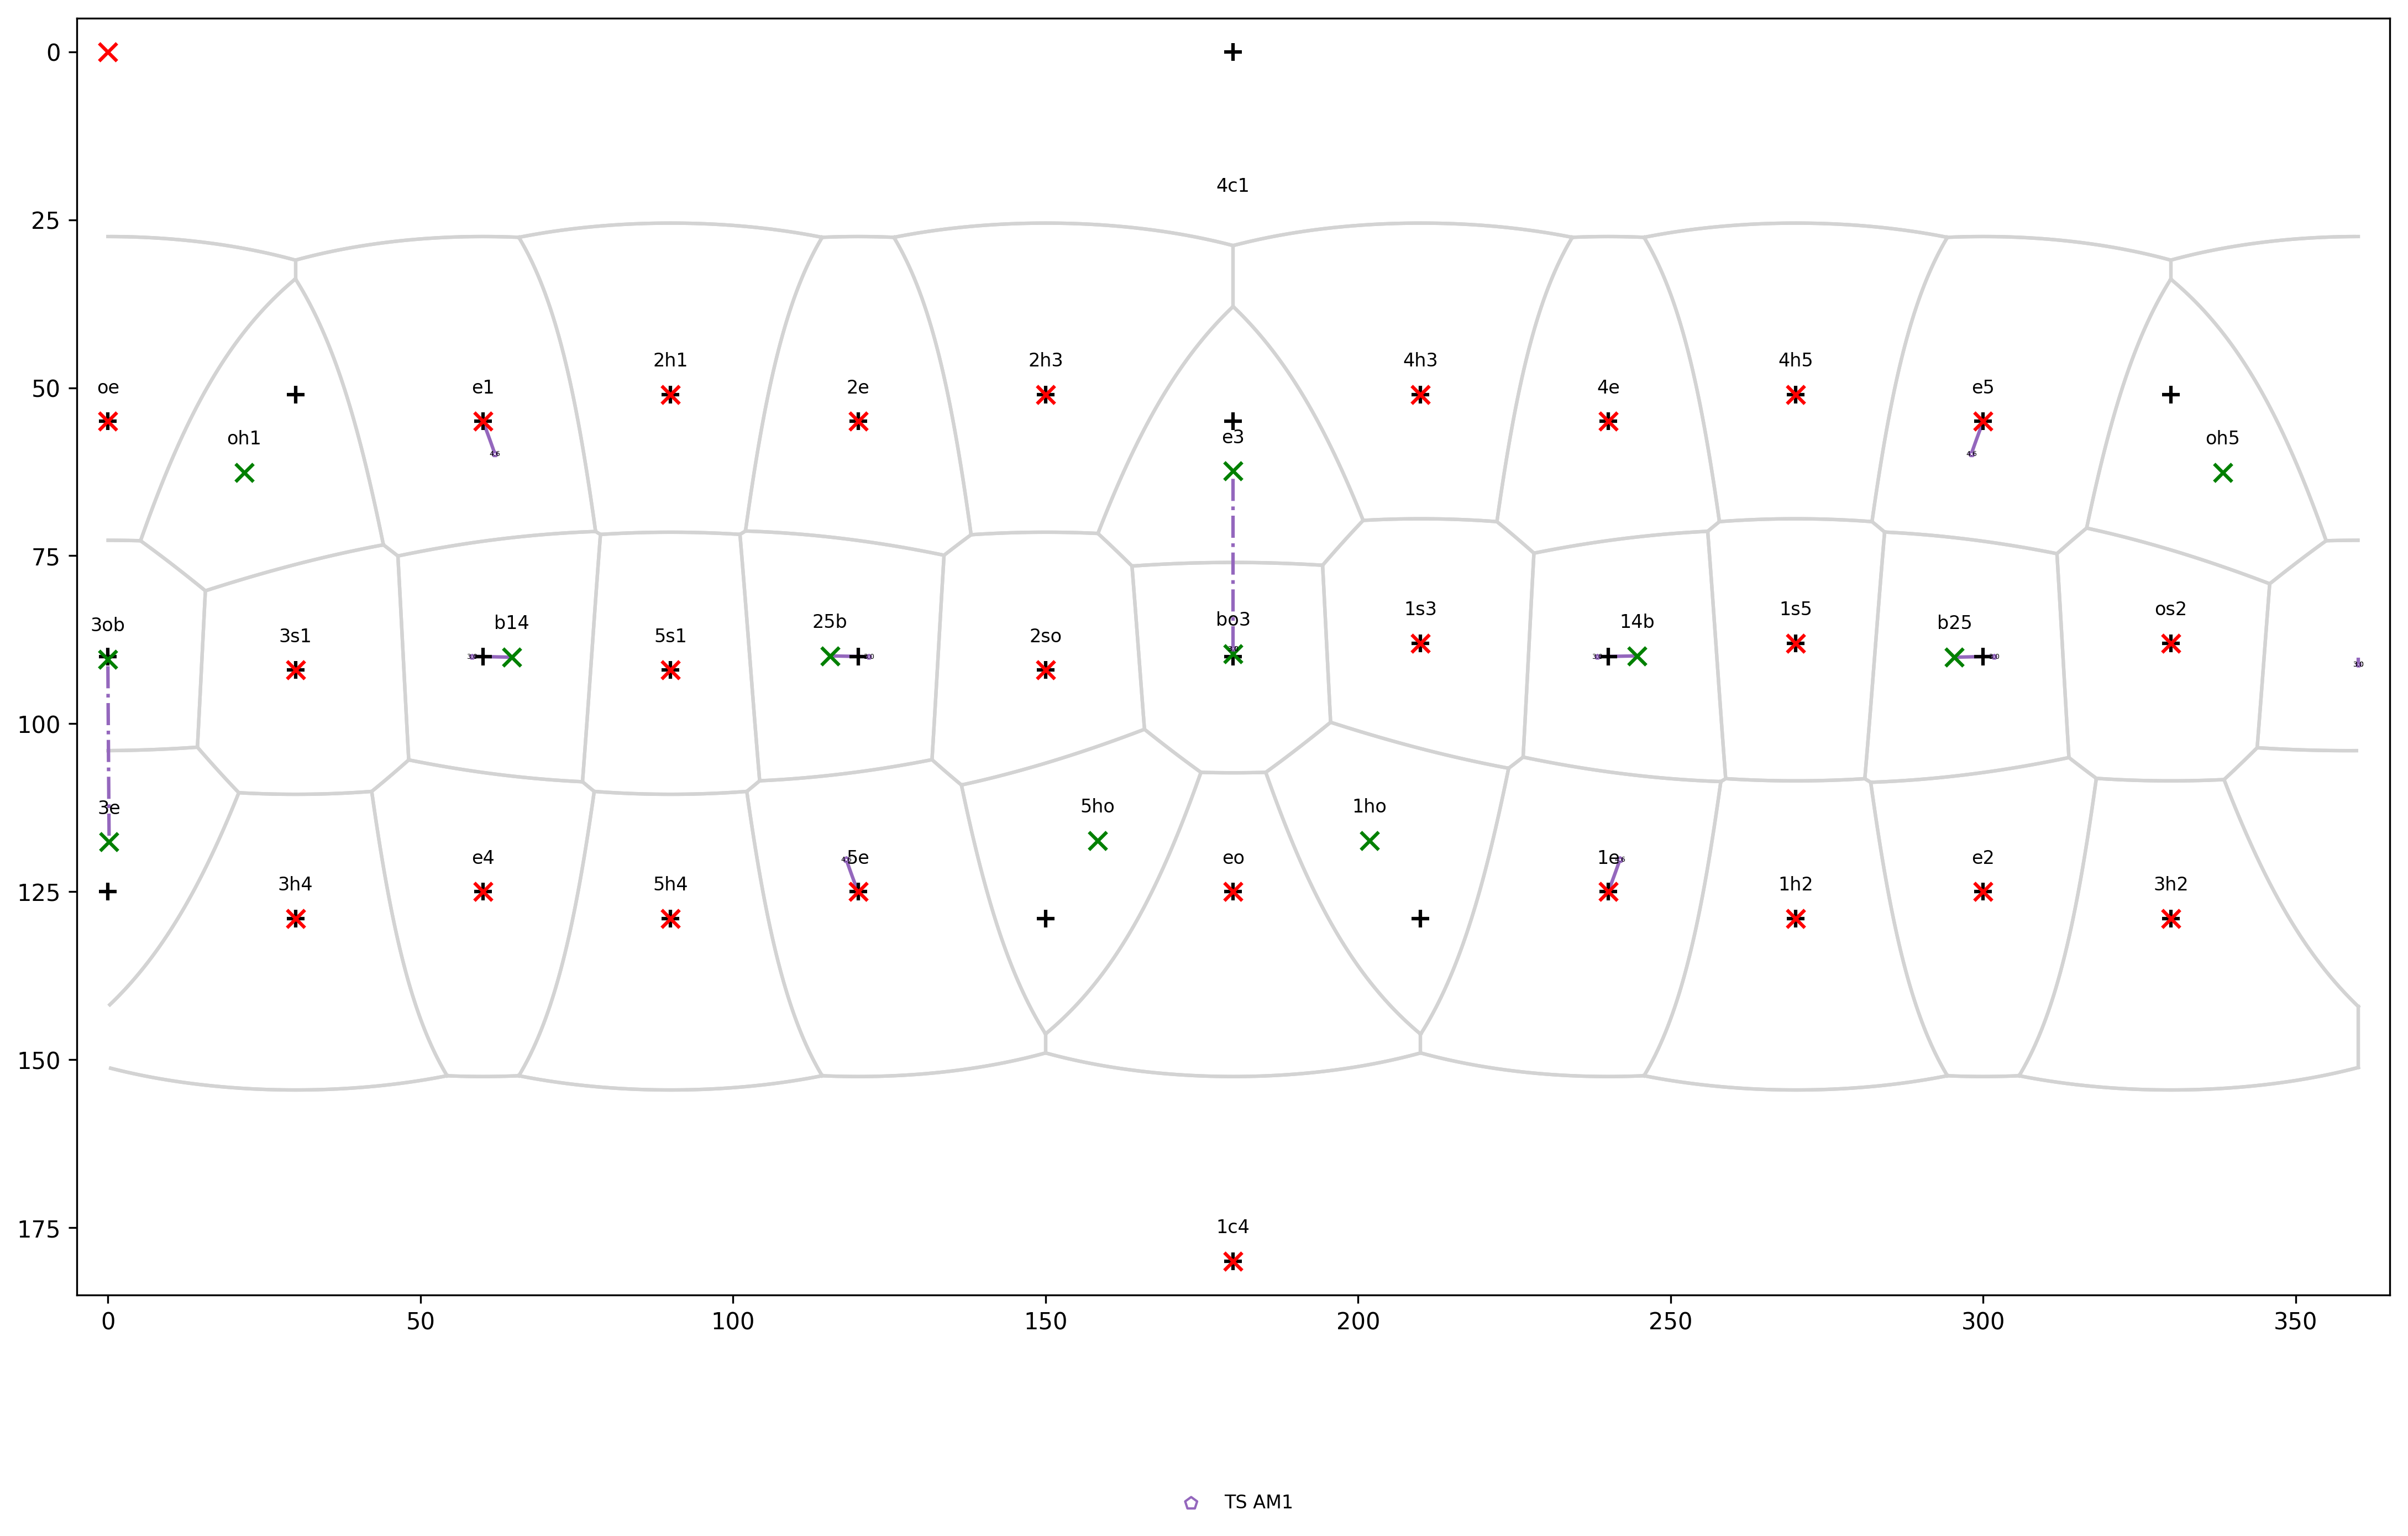 0
4c1
25
2h1 2h3 4h3 4h5
50 oe e1 2e 4e e5
oh1 e3 oh5
75
3ob 3s1 b14 5s1 25b 2so bo3 1s3 14b 1s5 b25 os2
100
3e 5ho 1ho
125 3h4 e4 5h4 5e eo 1e 1h2 e2 3h2
150
175 1c4
0 50 100 150 200 250 300 350
TS AM1